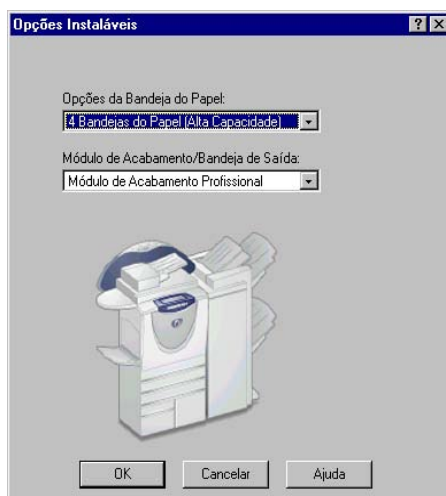 Opções Instaláveis
Opções da Bandeja do Papel:
4 Bandejas do Papel (Alta Capacidade)
Módulo de Acabamento/Bandeja de Saída:
Módulo de Acabamento Profissional
OK Cancelar Ajuda